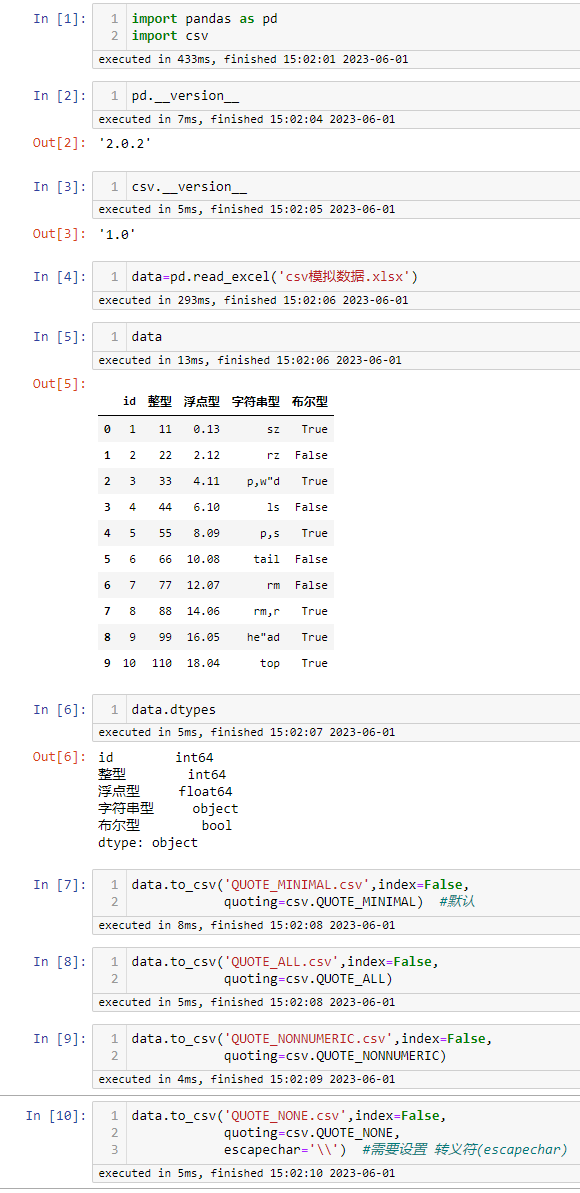 In [1]: 1 import pandas as pd
2 import csv
executed in 433ms, finished 15:02:01 2023-06-01
In [2]: 1 pd.__version__
executed in 7ms, finished 15:02:04 2023-06-01
Out[2]: '2.0.2'
In [3]: 1 csv.__version__
executed in 5ms, finished 15:02:05 2023-06-01
Out[3]: '1.0'
In [4]: 1 data=pd.read_excel('csv模拟数据.xlsx')
executed in 293ms, finished 15:02:06 2023-06-01
In [5]: 1 data
executed in 13ms, finished 15:02:06 2023-06-01
Out[5]:
id 整型 浮点型 字符串型 布尔型
0 1 11 0.13 sz True
1 2 22 2.12 rz False
2 3 33 4.11 p,w"d True
3 4 44 6.10 ls False
4 5 55 8.09 p,s True
5 6 66 10.08 tail False
6 7 77 12.07 rm False
7 8 88 14.06 rm,r True
8 9 99 16.05 he"ad True
9 10 110 18.04 top True
In [6]: 1 data.dtypes
executed in 5ms, finished 15:02:07 2023-06-01
Out[6]: id int64
整型 int64
浮点型 float64
字符串型 object
布尔型 bool
dtype: object
In [7]: 1 data.to_csv('QUOTE_MINIMAL.csv',index=False,
2 quoting=csv.QUOTE_MINIMAL) #默认
executed in 8ms, finished 15:02:08 2023-06-01
In [8]: 1 data.to_csv('QUOTE_ALL.csv',index=False,
2 quoting=csv.QUOTE_ALL)
executed in 5ms, finished 15:02:08 2023-06-01
In [9]: 1 data.to_csv('QUOTE_NONNUMERIC.csv',index=False,
2 quoting=csv.QUOTE_NONNUMERIC)
executed in 4ms, finished 15:02:09 2023-06-01
In [10]: 1 data.to_csv('QUOTE_NONE.csv',index=False,
2 quoting=csv.QUOTE_NONE,
3 escapechar='\\') #需要设置 转义符(escapechar)
executed in 5ms, finished 15:02:10 2023-06-01